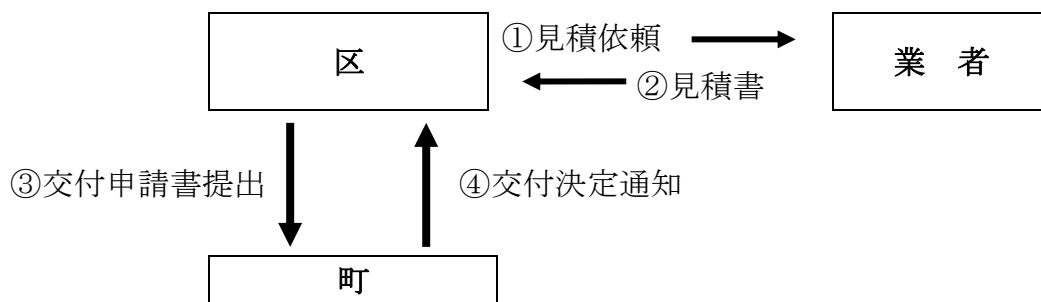 ①見積依頼
区
業　者
②見積書
③交付申請書提出
④交付決定通知
町